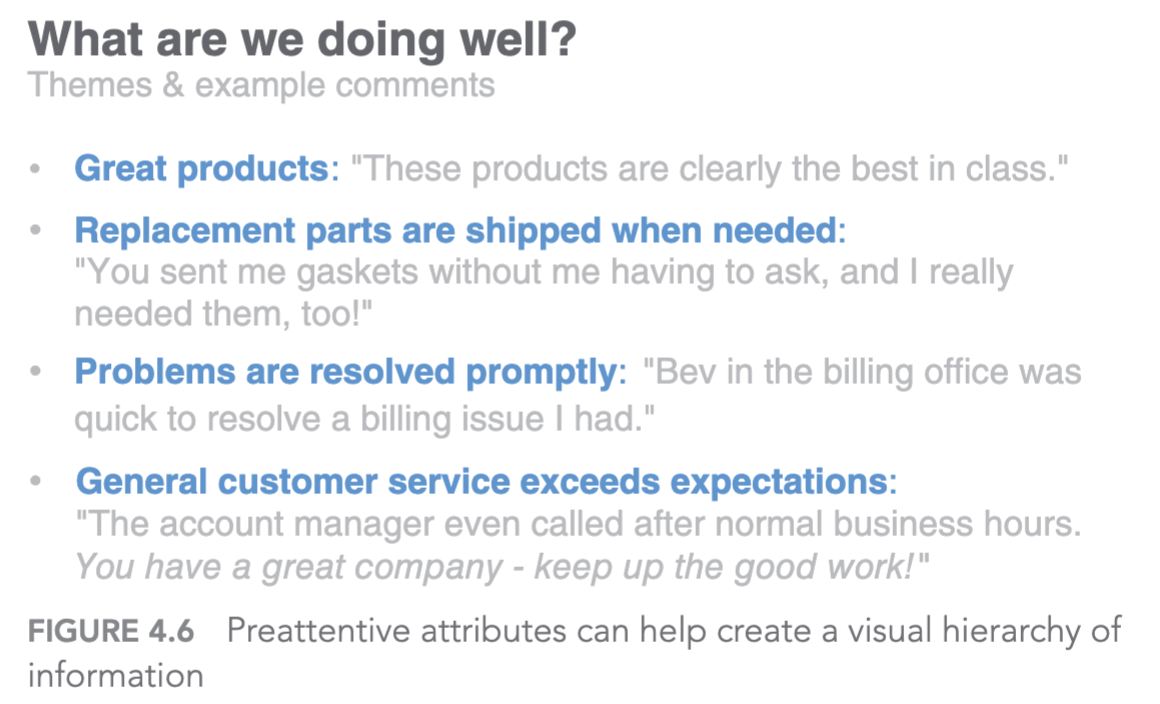 What are we doing well?
Themes & example comments
• Great products: "These products are clearly the best in class."
• Replacement parts are shipped when needed:
"You sent me gaskets without me having to ask, and I really
needed them, too!"
• Problems are resolved promptly: "Bev in the billing office was
quick to resolve a billing issue I had."
• General customer service exceeds expectations:
"The account manager even called after normal business hours.
You have a great company - keep up the good work!"
FIGURE 4.6 Preattentive attributes can help create a visual hierarchy of
information